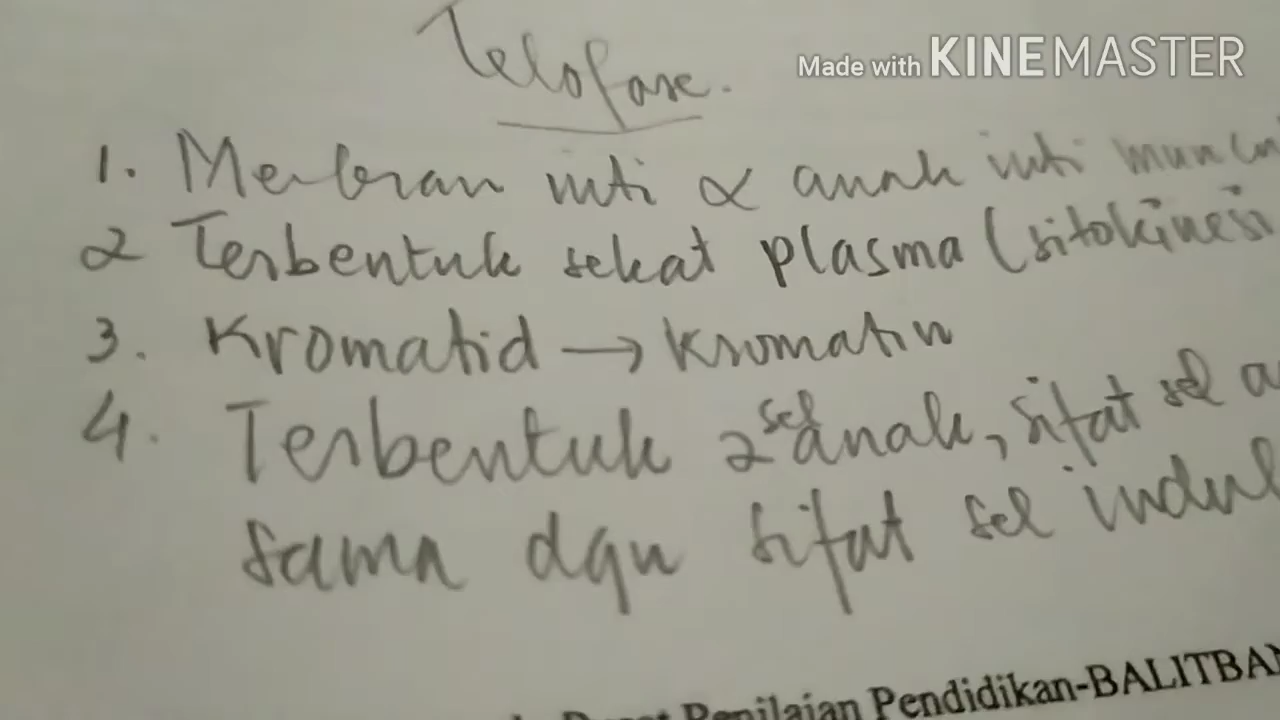 Made with KINEMASTER
Telofase.
1. Membran inti & anak inti muncul
2 Terbentuk sekat plasma (sitokinesi
3. Kromatid → Kromatin
4. Terbentuk 2 sel anak, sifat sel a
sama dgn sifat sel induk
Penilaian Pendidikan-BALITBAN